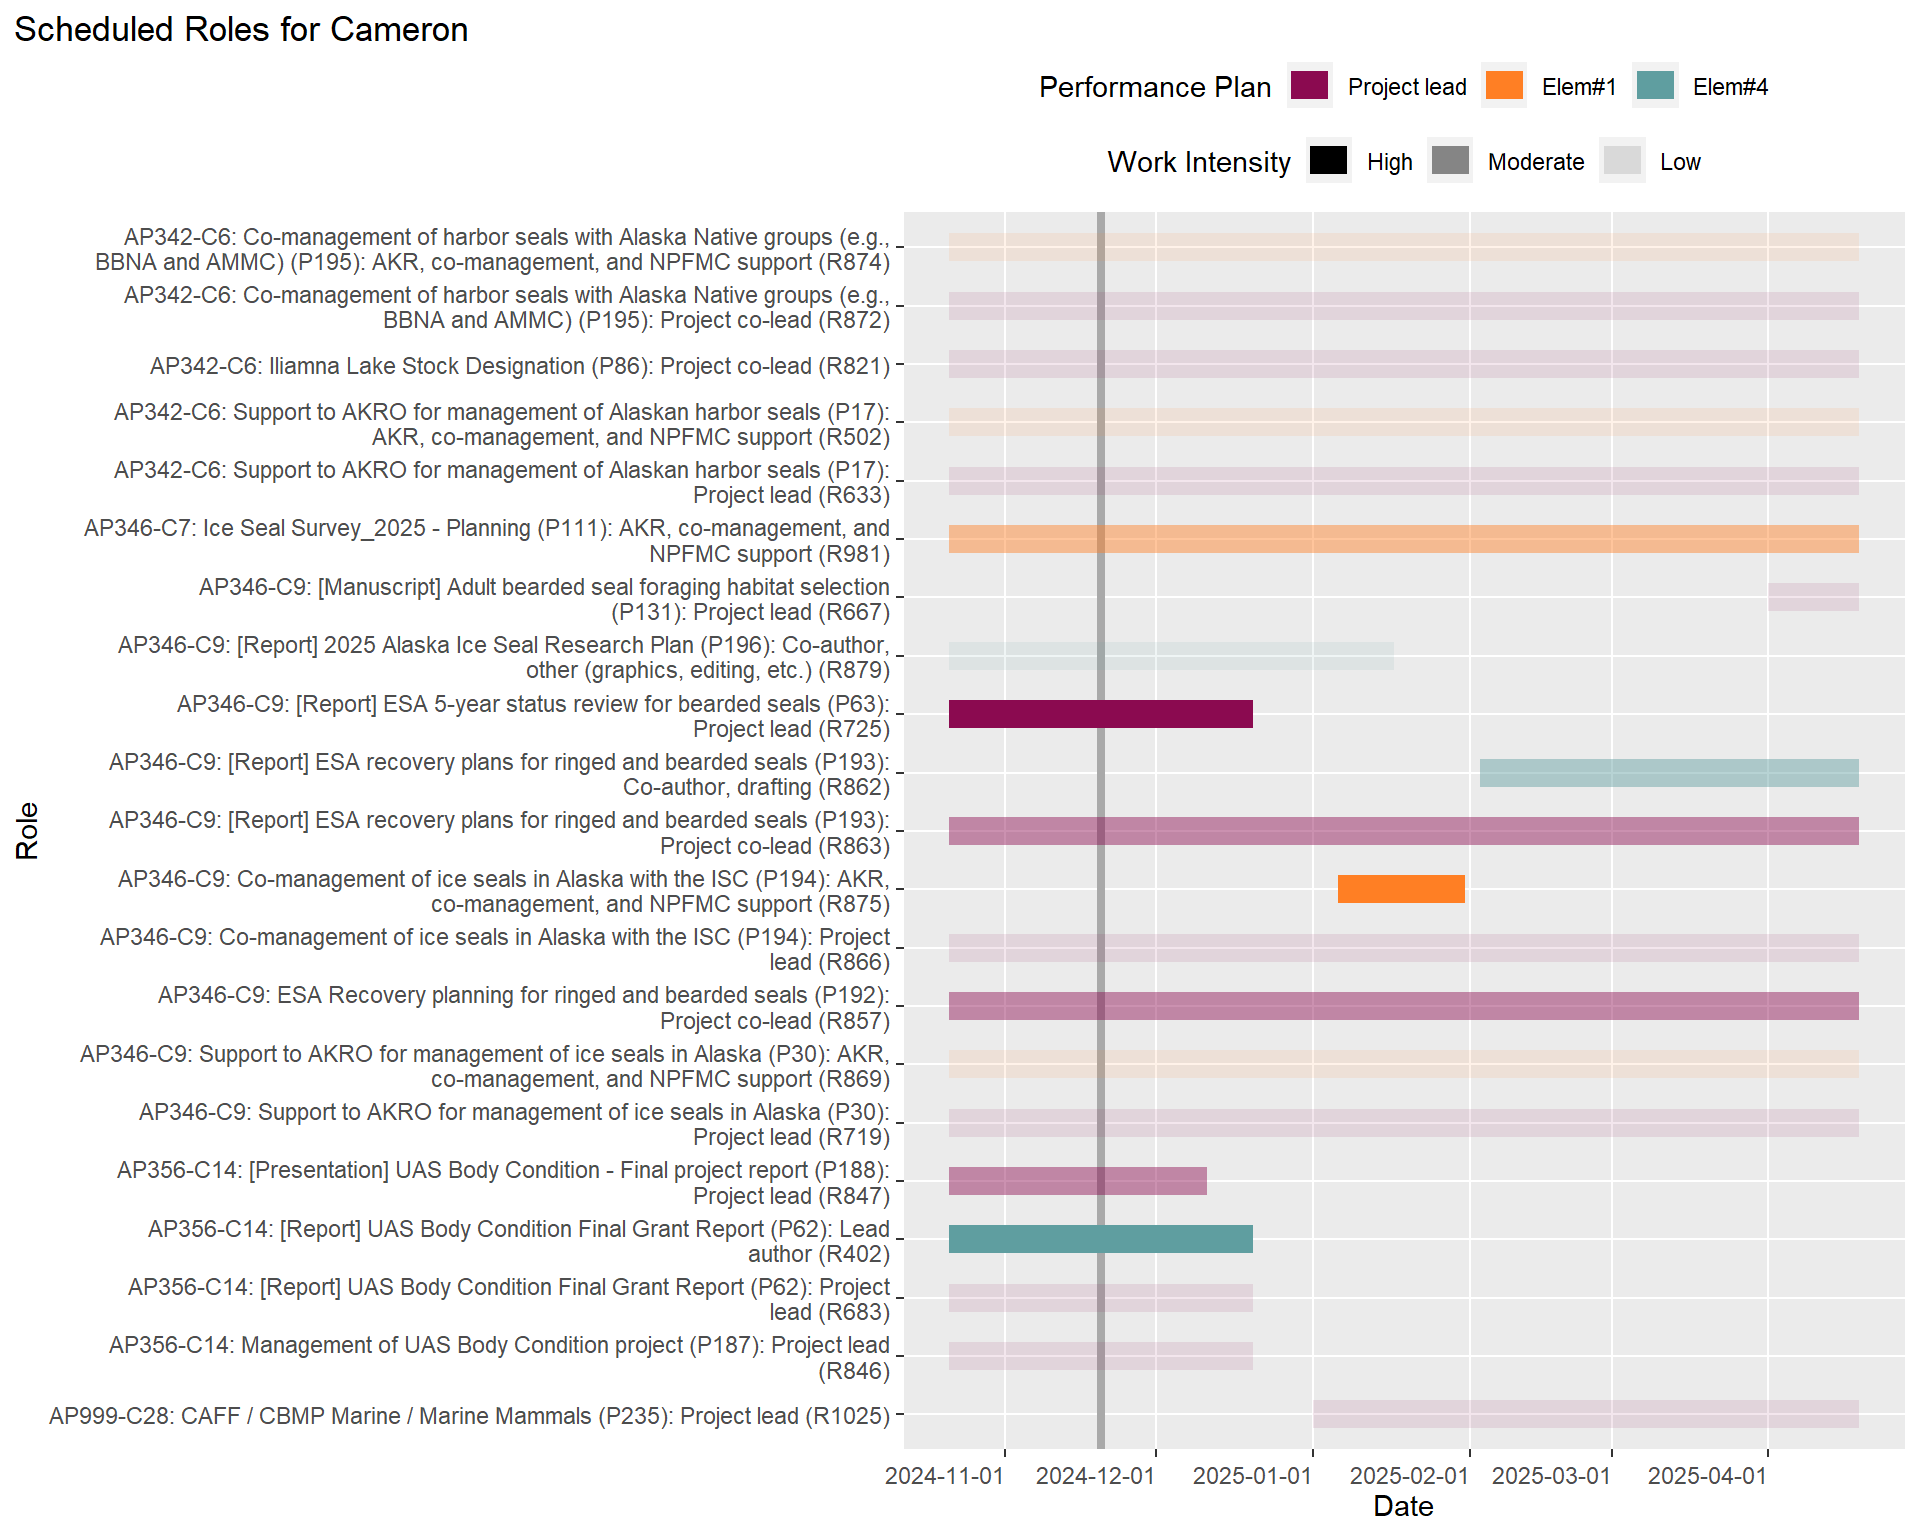 Scheduled Roles for Cameron
Performance Plan Project lead Elem#1 Elem#4
Work Intensity High Moderate Low
AP342-C6: Co-management of harbor seals with Alaska Native groups (e.g.,
BBNA and AMMC) (P195): AKR, co-management, and NPFMC support (R874)
AP342-C6: Co-management of harbor seals with Alaska Native groups (e.g.,
BBNA and AMMC) (P195): Project co-lead (R872)
AP342-C6: Iliamna Lake Stock Designation (P86): Project co-lead (R821)
AP342-C6: Support to AKRO for management of Alaskan harbor seals (P17):
AKR, co-management, and NPFMC support (R502)
AP342-C6: Support to AKRO for management of Alaskan harbor seals (P17):
Project lead (R633)
AP346-C7: Ice Seal Survey_2025 - Planning (P111): AKR, co-management, and
NPFMC support (R981)
AP346-C9: [Manuscript] Adult bearded seal foraging habitat selection
(P131): Project lead (R667)
AP346-C9: [Report] 2025 Alaska Ice Seal Research Plan (P196): Co-author,
other (graphics, editing, etc.) (R879)
AP346-C9: [Report] ESA 5-year status review for bearded seals (P63):
Project lead (R725)
AP346-C9: [Report] ESA recovery plans for ringed and bearded seals (P193):
Co-author, drafting (R862)
AP346-C9: [Report] ESA recovery plans for ringed and bearded seals (P193):
Project co-lead (R863)
AP346-C9: Co-management of ice seals in Alaska with the ISC (P194): AKR,
co-management, and NPFMC support (R875)
AP346-C9: Co-management of ice seals in Alaska with the ISC (P194): Project
lead (R866)
AP346-C9: ESA Recovery planning for ringed and bearded seals (P192):
Project co-lead (R857)
AP346-C9: Support to AKRO for management of ice seals in Alaska (P30): AKR,
co-management, and NPFMC support (R869)
AP346-C9: Support to AKRO for management of ice seals in Alaska (P30):
Project lead (R719)
AP356-C14: [Presentation] UAS Body Condition - Final project report (P188):
Project lead (R847)
AP356-C14: [Report] UAS Body Condition Final Grant Report (P62): Lead
author (R402)
AP356-C14: [Report] UAS Body Condition Final Grant Report (P62): Project
lead (R683)
AP356-C14: Management of UAS Body Condition project (P187): Project lead
(R846)
AP999-C28: CAFF / CBMP Marine / Marine Mammals (P235): Project lead (R1025)
Role
2024-11-01 2024-12-01 2025-01-01 2025-02-01 2025-03-01 2025-04-01
Date